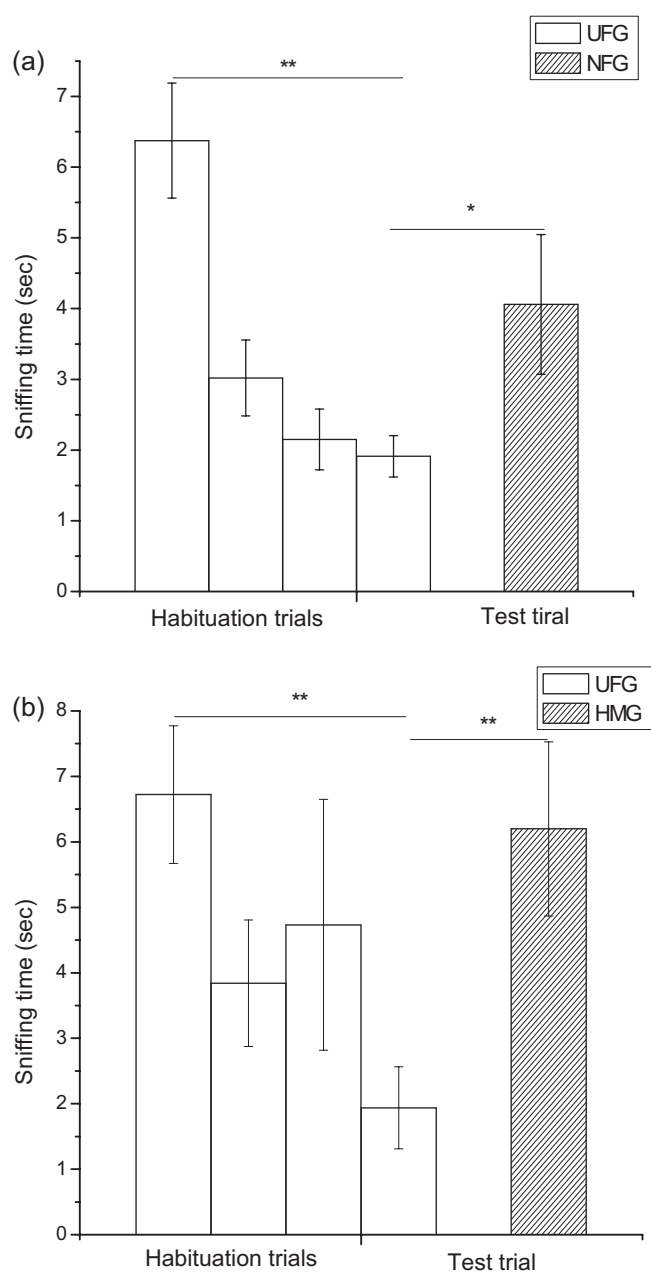 (a)
UFG
NFG
**
*
7
6
5
4
3
2
1
0
Sniffing time (sec)
Habituation trials Test tiral
(b)
UFG
HMG
**
**
8
7
6
5
4
3
2
1
0
Sniffing time (sec)
Habituation trials Test trial